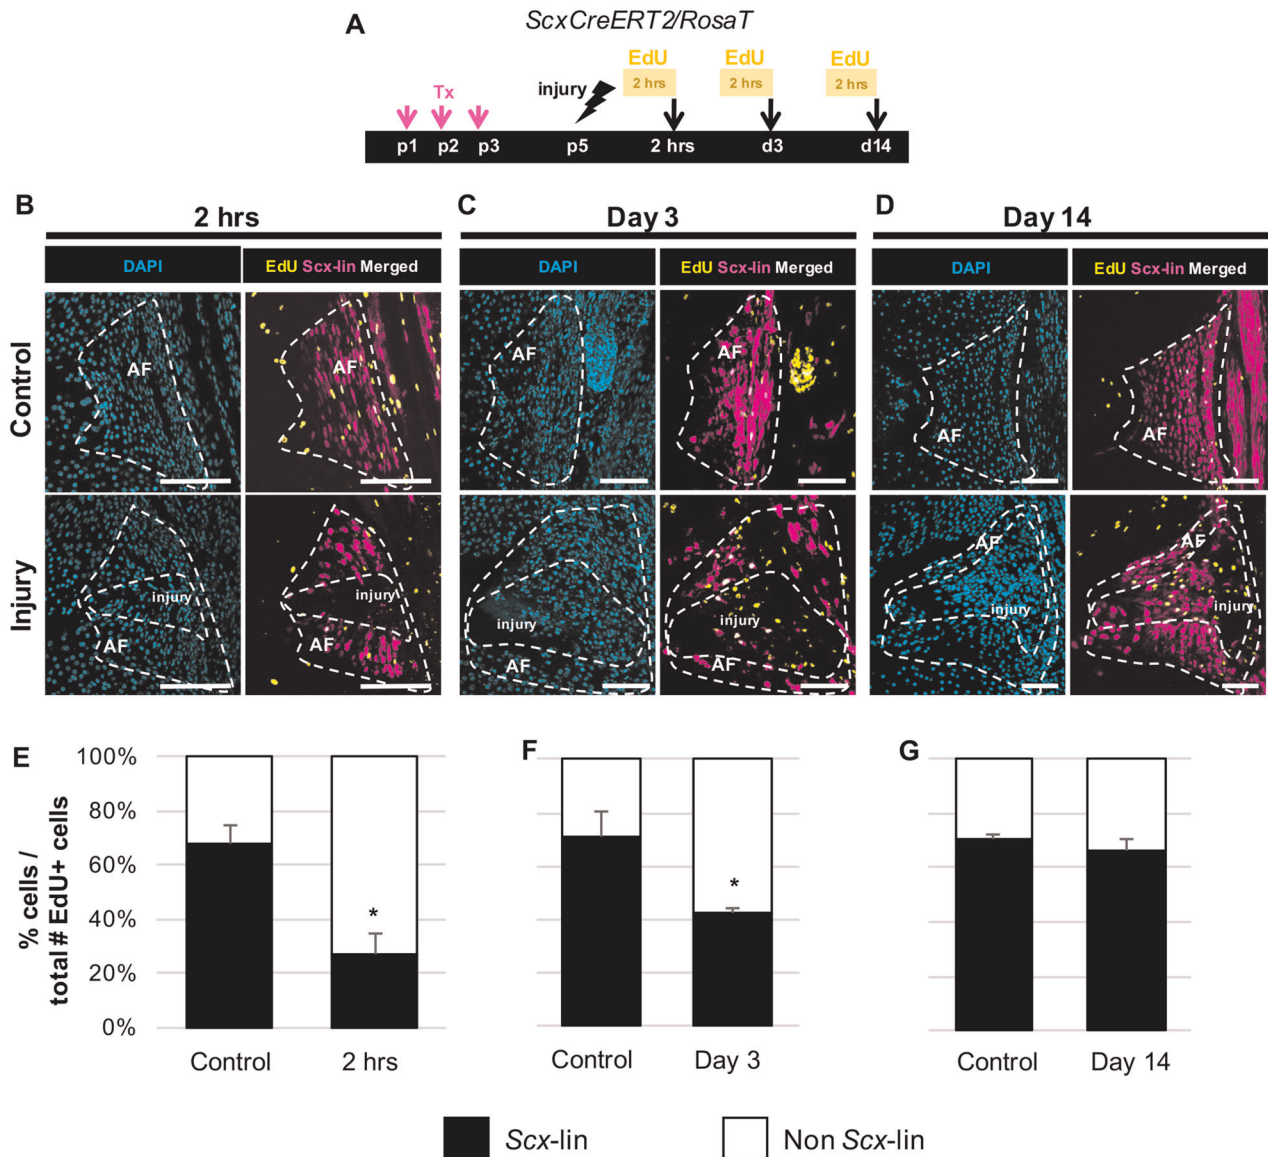 A
ScxCreERT2/RosaT
EdU EdU EdU
2 hrs 2 hrs 2 hrs
injury
Tx
p1 p2 p3 p5 2 hrs d3 d14
B 2 hrs
DAPI EdU Scx-lin Merged
C Day 3
DAPI EdU Scx-lin Merged
D Day 14
DAPI EdU Scx-lin Merged
Control
AF AF AF AF AF AF
Injury
injury injury injury injury injury injury
AF AF AF AF AF AF
E
% cells /
total # EdU+ cells
100%
80%
60%
40%
20%
0%
*
Control 2 hrs
F
*
Control Day 3
G
Control Day 14
Scx-lin Non Scx-lin